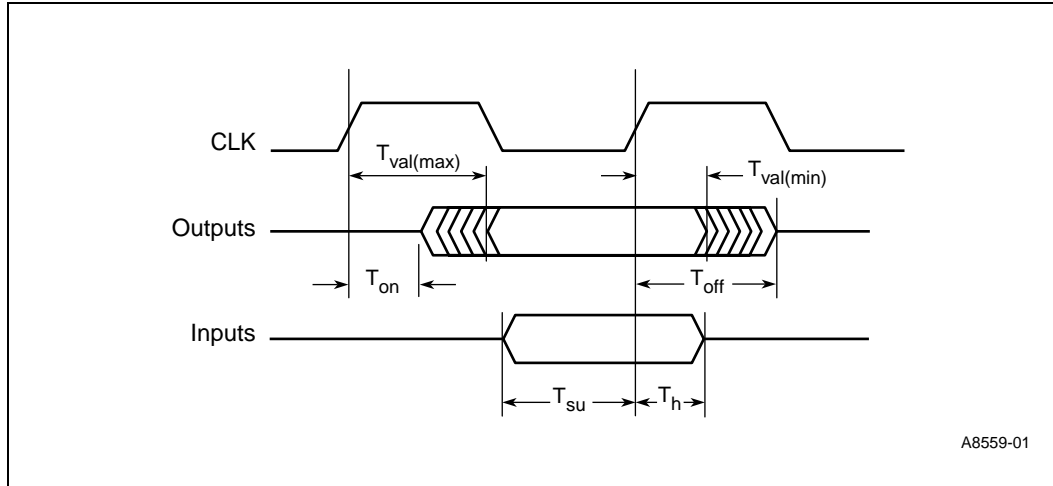 CLK
Tval(max)
Tval(min)
Outputs
Ton
Toff
Inputs
Tsu
Th
A8559-01